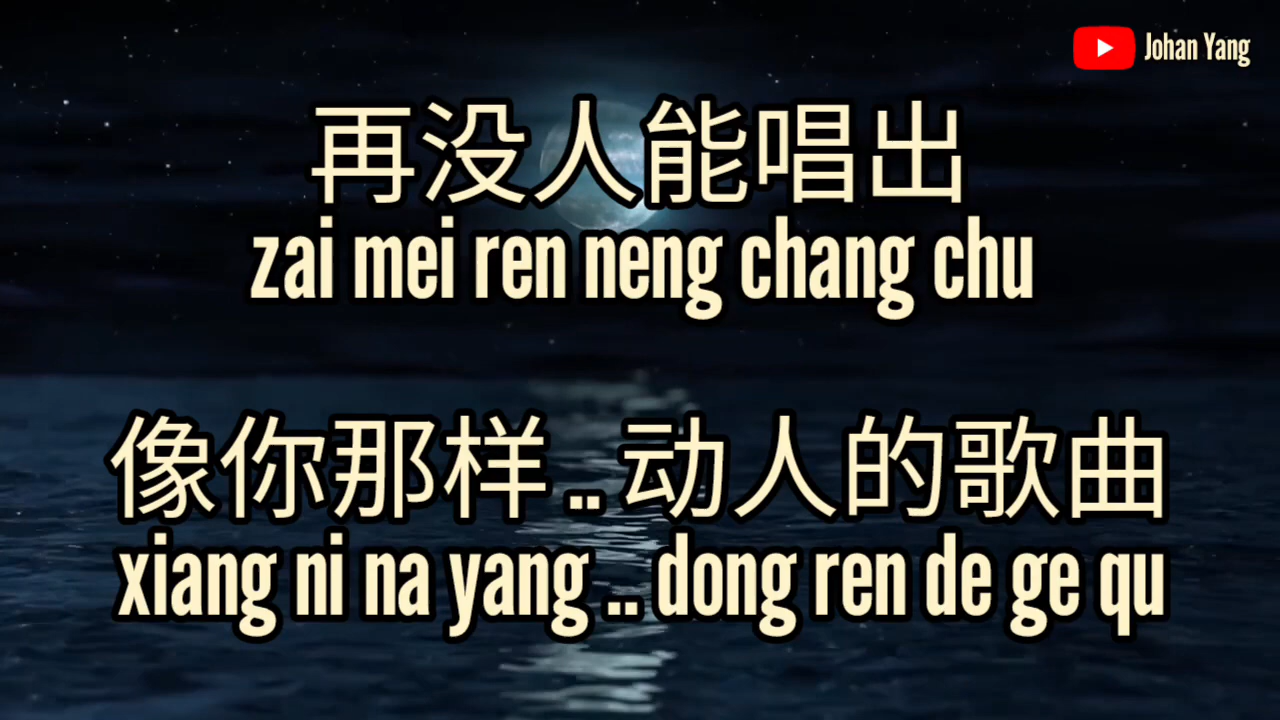 Johan Yang
再没人能唱出
zai mei ren neng chang chu
像你那样 .. 动人的歌曲
xiang ni na yang .. dong ren de ge qu